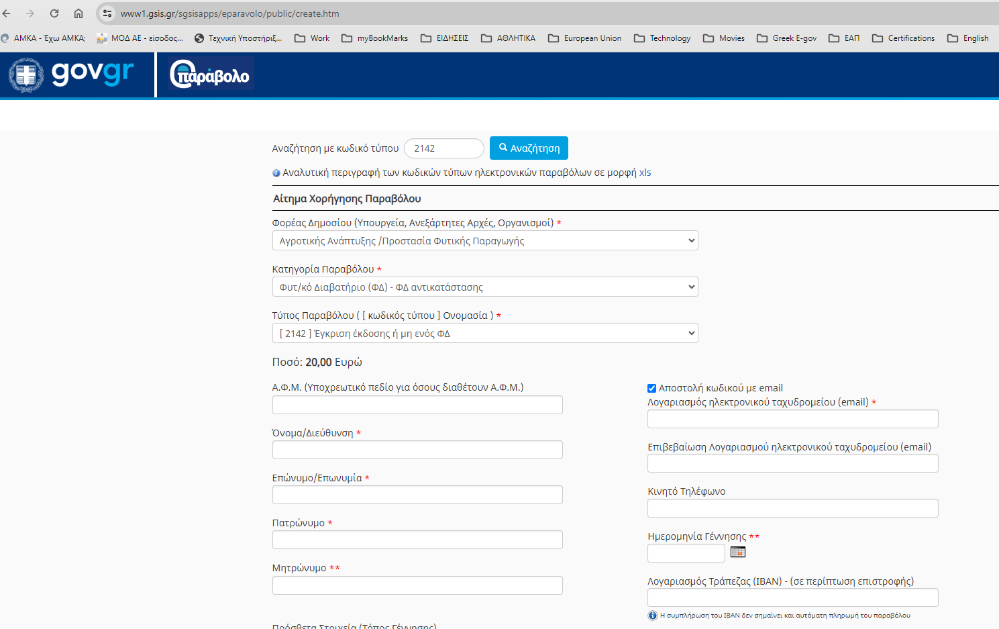 www1.gsis.gr/sgsisapps/eparavolo/public/create.htm
ΑΜΚΑ - Έχω ΑΜΚΑ; ΜΟΔ ΑΕ - είσοδος... Τεχνική Υποστήριξ... Work myBookMarks ΕΙΔΗΣΕΙΣ ΑΘΛΗΤΙΚΑ European Union Technology Movies Greek E-gov ΕΑΠ Certifications English
govgr παράβολο
Αναζήτηση με κωδικό τύπου 2142 Αναζήτηση
Αναλυτική περιγραφή των κωδικών τύπων ηλεκτρονικών παραβόλων σε μορφή xls
Αίτημα Χορήγησης Παραβόλου
Φορέας Δημοσίου (Υπουργεία, Ανεξάρτητες Αρχές, Οργανισμοί) *
Αγροτικής Ανάπτυξης /Προστασία Φυτικής Παραγωγής
Κατηγορία Παραβόλου *
Φυτ/κό Διαβατήριο (ΦΔ) - ΦΔ αντικατάστασης
Τύπος Παραβόλου ( [ κωδικός τύπου ] Ονομασία ) *
[ 2142 ] Έγκριση έκδοσης ή μη ενός ΦΔ
Ποσό: 20,00 Ευρώ
Α.Φ.Μ. (Υποχρεωτικό πεδίο για όσους διαθέτουν Α.Φ.Μ.)
Όνομα/Διεύθυνση *
Επώνυμο/Επωνυμία *
Πατρώνυμο *
Μητρώνυμο **
Πρόσθετα Στοιχεία (Τόπος Γέννησης)
Αποστολή κωδικού με email
Λογαριασμός ηλεκτρονικού ταχυδρομείου (email) *
Επιβεβαίωση Λογαριασμού ηλεκτρονικού ταχυδρομείου (email)
Κινητό Τηλέφωνο
Ημερομηνία Γέννησης **
Λογαριασμός Τράπεζας (IBAN) - (σε περίπτωση επιστροφής)
Η συμπλήρωση του IBAN δεν σημαίνει και αυτόματη πληρωμή του παραβόλου